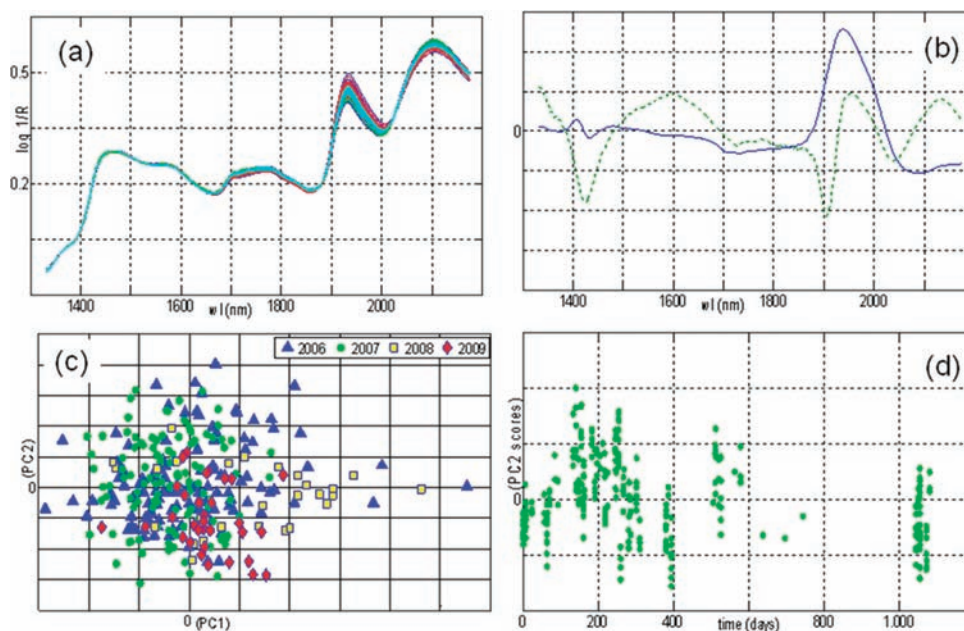 (a)
log 1/R
0.5
0.2
1400 1600 1800 2000
wl(nm)
(b)
0
1400 1600 1800 2000
wl(nm)
(c)
2006 2007 2008 2009
(PC2)
0
0 (PC1)
(d)
(PC2 scores)
0
0 200 400 600 800 1.000
time (days)